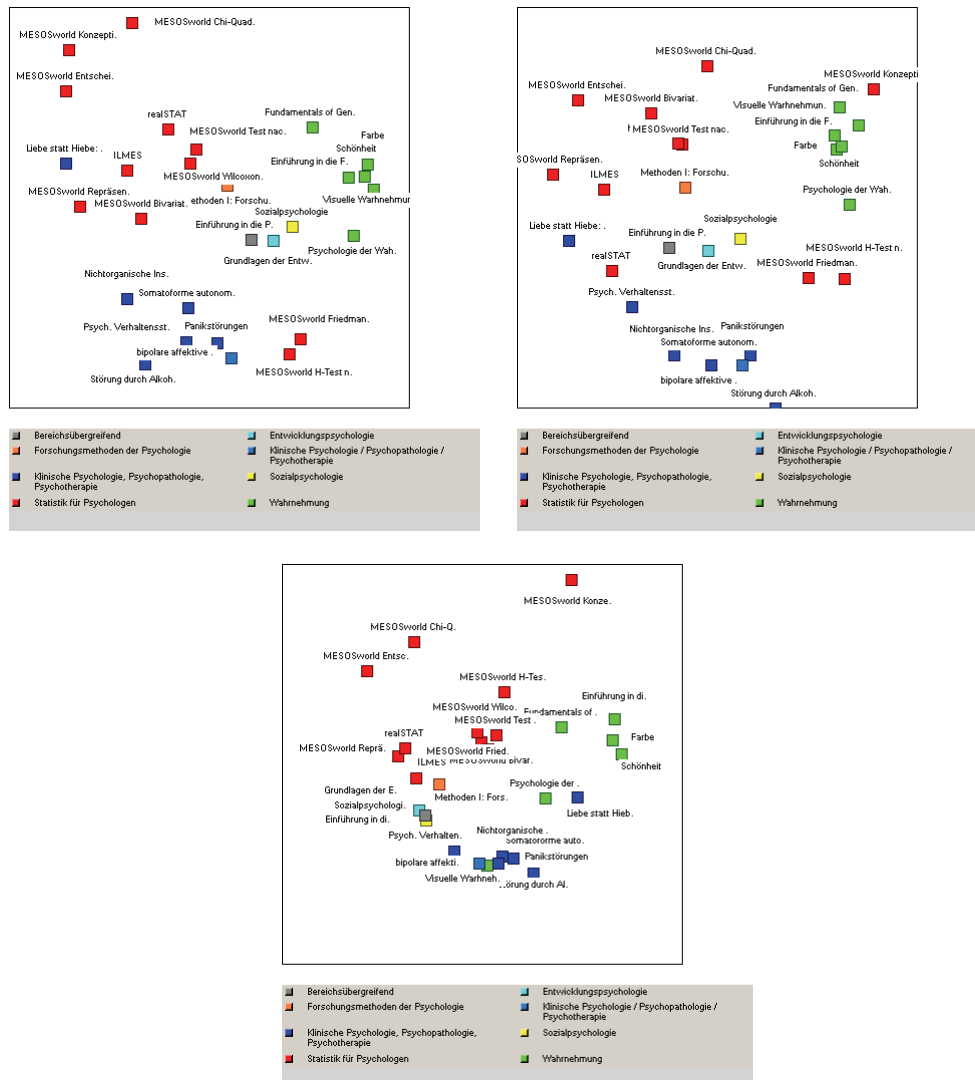 MESOSworld Chi-Quad.
MESOSworld Konzepti.
MESOSworld Entschei.
realSTAT
Fundamentals of Gen.
MESOSworld Test nac.
Farbe
Liebe statt Hiebe: .
Schönheit
ILMES
Einführung in die F.
MESOSworld Wilcoxon.
MESOSworld Repräsen.
MESOSworld Bivariat.
ethoden I: Forschu.
Visuelle Warhnehmur
Sozialpsychologie
Einführung in die P.
Grundlagen der Entw.
Psychologie der Wah.
Nichtorganische Ins.
Somatoforme autonom.
Psych. Verhaltensst.
Panikstörungen
MESOSworld Friedman.
bipolare affektive .
Störung durch Alkoh.
MESOSworld H-Test n.
Bereichsübergreifend
Entwicklungspsychologie
Forschungsmethoden der Psychologie
Klinische Psychologie / Psychopathologie /
Psychotherapie
Klinische Psychologie, Psychopathologie,
Psychotherapie
Sozialpsychologie
Statistik für Psychologen
Wahrnehmung
MESOSworld Chi-Quad.
MESOSworld Konzepti
MESOSworld Entschei.
Fundamentals of Gen.
MESOSworld Bivariat.
Visuelle Warhnehmun.
MESOSworld Test nac.
Einführung in die F.
SOSworld Repräsen.
Farbe
ILMES
Methoden I: Forschu.
Schönheit
Psychologie der Wah.
Liebe statt Hiebe: .
Sozialpsychologie
Einführung in die P.
MESOSworld H-Test n.
realSTAT
Grundlagen der Entw.
MESOSworld Friedman.
Psych. Verhaltensst.
Nichtorganische Ins.
Panikstörungen
Somatoforme autonom.
bipolare affektive .
Störung durch Alkoh.
Bereichsübergreifend
Entwicklungspsychologie
Forschungsmethoden der Psychologie
Klinische Psychologie / Psychopathologie /
Psychotherapie
Klinische Psychologie, Psychopathologie,
Psychotherapie
Sozialpsychologie
Statistik für Psychologen
Wahrnehmung
MESOSworld Konze.
MESOSworld Chi-Q.
MESOSworld Entsc.
MESOSworld H-Tes.
Einführung in di.
MESOSworld Wilco.
Fundamentals of .
MESOSworld Test .
realSTAT
Farbe
MESOSworld Reprä.
MESOSworld Fried.
ILMES
MESOSworld Bivar.
Schönheit
Grundlagen der E.
Methoden I: Fors.
Psychologie der .
Sozialpsychologi.
Einführung in di.
Liebe statt Hieb.
Psych. Verhalten.
Nichtorganische .
Somatoforme auto.
bipolare affekti.
Panikstörungen
Visuelle Warhneh.
törung durch Al.
Bereichsübergreifend
Entwicklungspsychologie
Forschungsmethoden der Psychologie
Klinische Psychologie / Psychopathologie /
Psychotherapie
Klinische Psychologie, Psychopathologie,
Psychotherapie
Sozialpsychologie
Statistik für Psychologen
Wahrnehmung